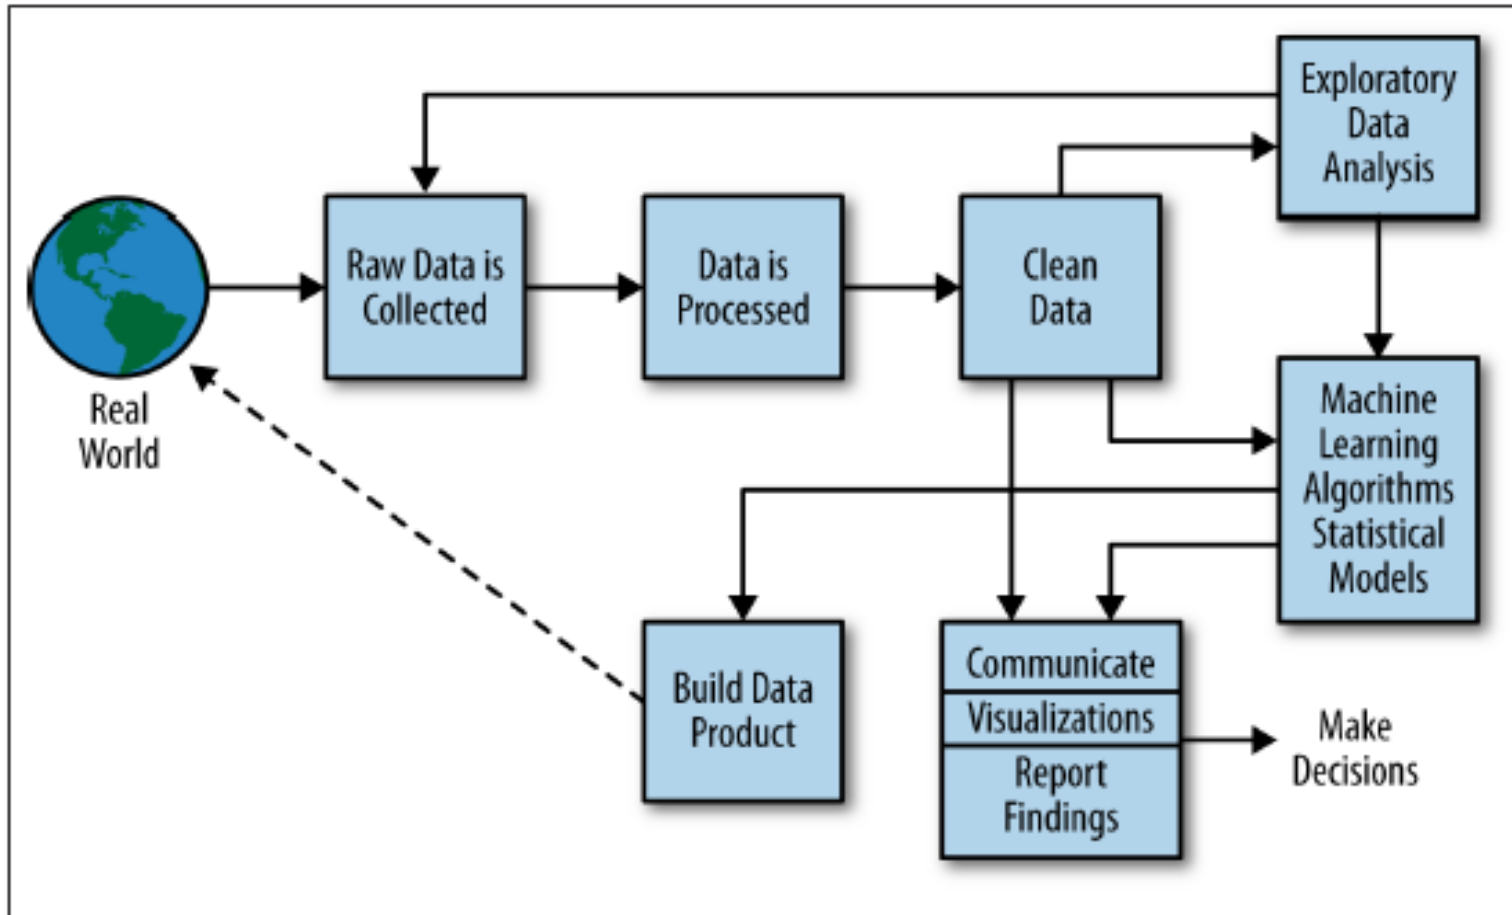 Exploratory
Data
Analysis
Raw Data is
Collected
Data is
Processed
Clean
Data
Real
World
Machine
Learning
Algorithms
Statistical
Models
Build Data
Product
Communicate
Visualizations
Report
Findings
Make
Decisions